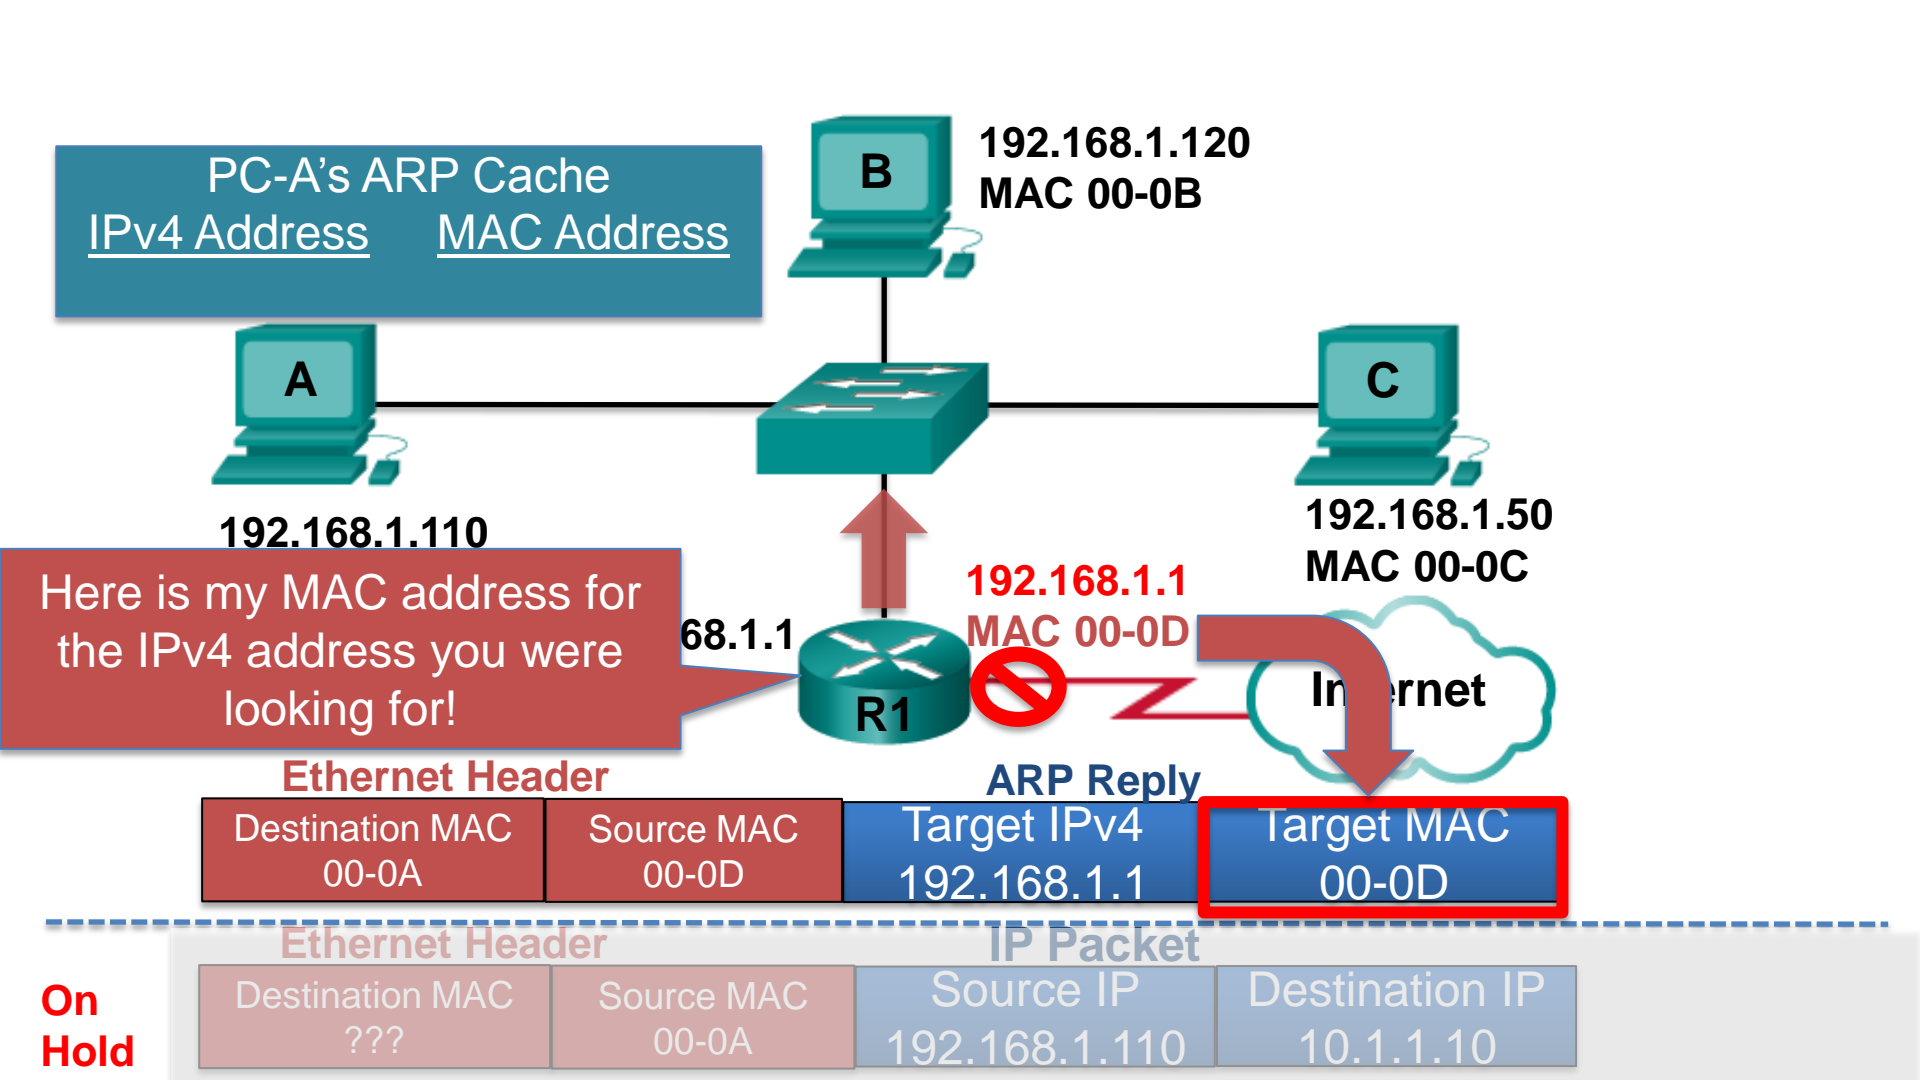 192.168.1.120
MAC 00-0B
B
PC-A's ARP Cache
IPv4 Address MAC Address
A
C
192.168.1.110
192.168.1.50
MAC 00-0C
Here is my MAC address for
the IPv4 address you were
looking for!
68.1.1
192.168.1.1
MAC 00-0D
R1
Ethernet Header
ARP Reply
Destination MAC
00-0A
Source MAC
00-0D
Target IPv4
192.168.1.1
Target MAC
00-0D
Ethernet Header
IP Packet
On
Hold
Destination MAC
???
Source MAC
00-0A
Source IP
192.168.1.110
Destination IP
10.1.1.10